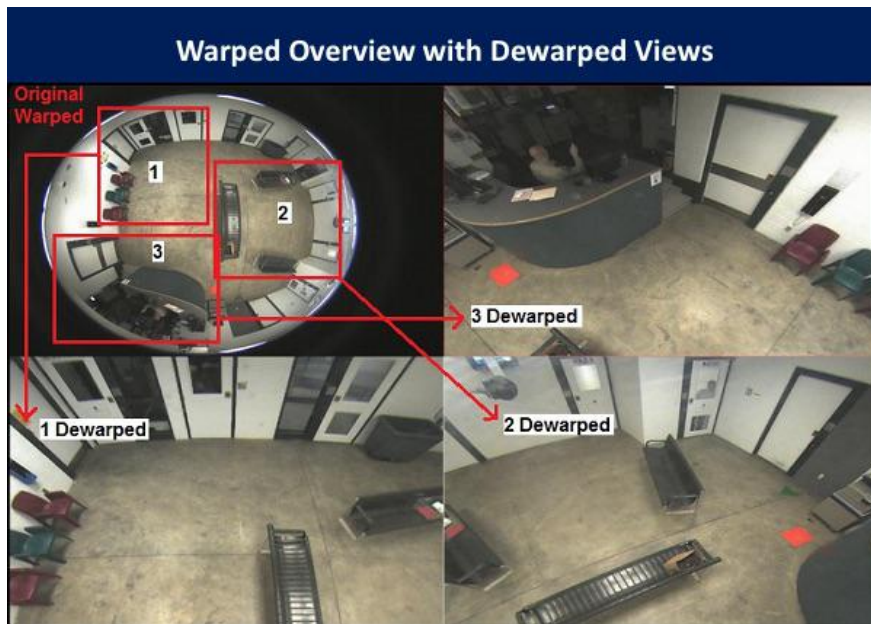 Warped Overview with Dewarped Views
Original
Warped
1
2
3
3 Dewarped
1 Dewarped
2 Dewarped